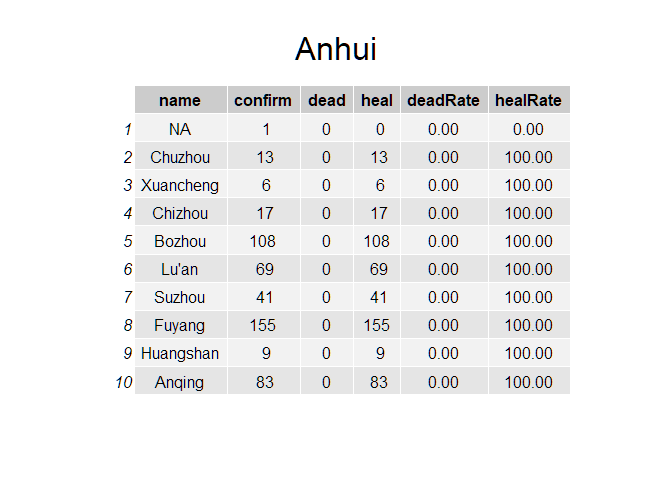 Anhui
name confirm dead heal deadRate healRate
1 NA 1 0 0 0.00 0.00
2 Chuzhou 13 0 13 0.00 100.00
3 Xuancheng 6 0 6 0.00 100.00
4 Chizhou 17 0 17 0.00 100.00
5 Bozhou 108 0 108 0.00 100.00
6 Lu'an 69 0 69 0.00 100.00
7 Suzhou 41 0 41 0.00 100.00
8 Fuyang 155 0 155 0.00 100.00
9 Huangshan 9 0 9 0.00 100.00
10 Anqing 83 0 83 0.00 100.00